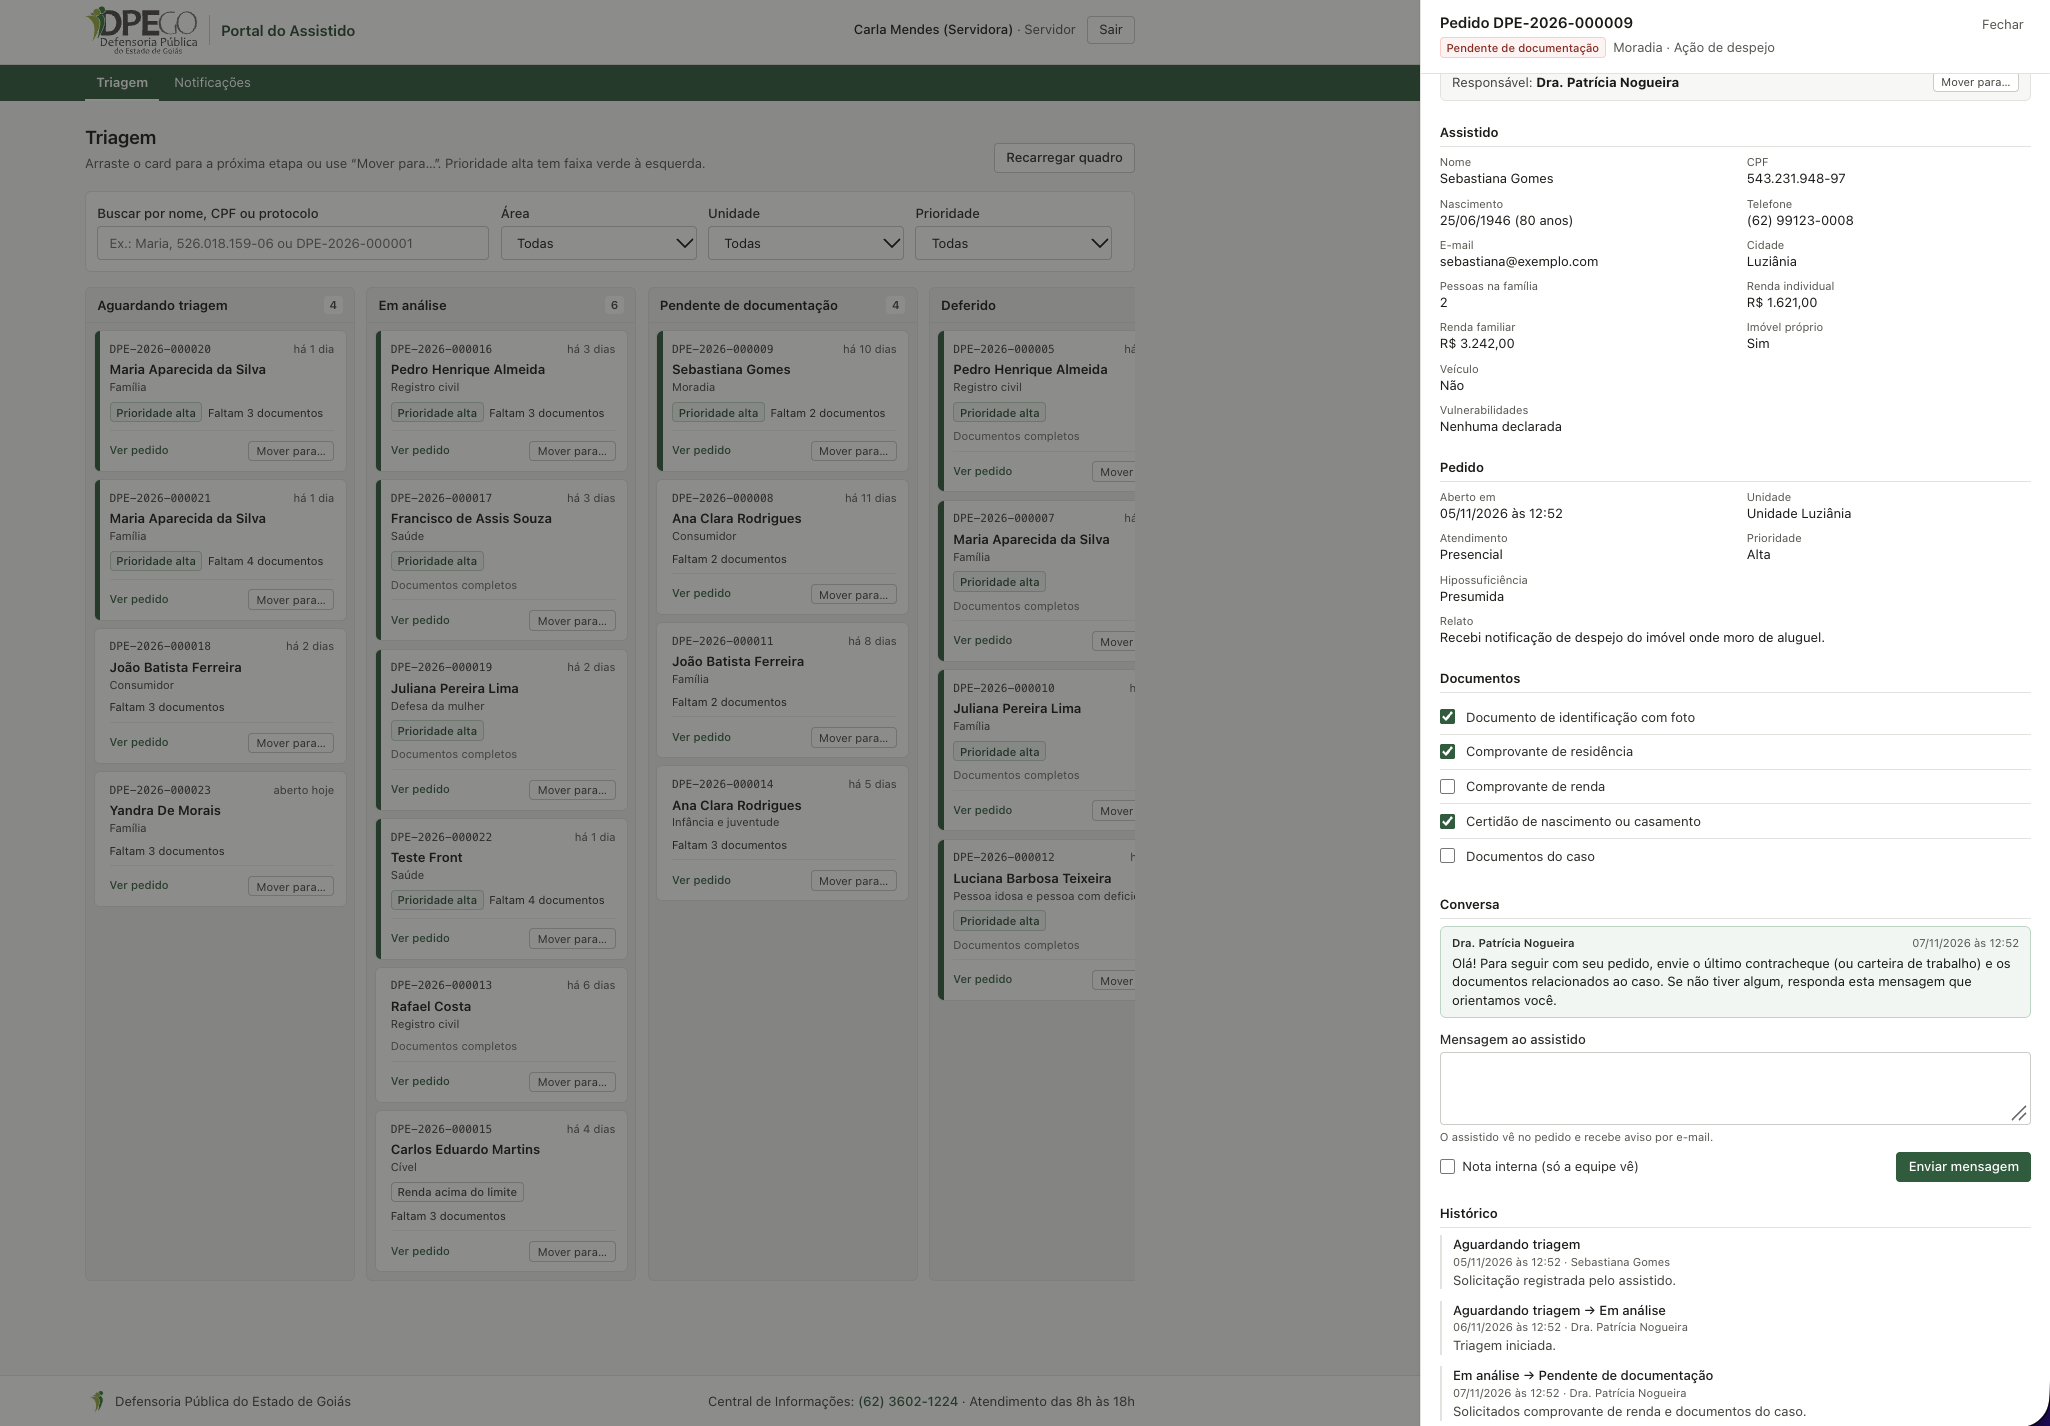 DPEGO
Defensoria Pública
do Estado de Goiás
Portal do Assistido
Carla Mendes (Servidora) · Servidor
Sair
Triagem
Notificações
Triagem
Arraste o card para a próxima etapa ou use “Mover para...”. Prioridade alta tem faixa verde à esquerda.
Recarregar quadro
Buscar por nome, CPF ou protocolo
Ex.: Maria, 526.018.159-06 ou DPE-2026-000001
Área
Todas
Unidade
Todas
Prioridade
Todas
Aguardando triagem
4
DPE-2026-000020
há 1 dia
Maria Aparecida da Silva
Família
Prioridade alta
Faltam 3 documentos
Ver pedido
Mover para...
DPE-2026-000021
há 1 dia
Maria Aparecida da Silva
Família
Prioridade alta
Faltam 4 documentos
Ver pedido
Mover para...
DPE-2026-000018
há 2 dias
João Batista Ferreira
Consumidor
Faltam 3 documentos
Ver pedido
Mover para...
DPE-2026-000023
aberto hoje
Yandra De Morais
Família
Faltam 3 documentos
Ver pedido
Mover para...
Em análise
6
DPE-2026-000016
há 3 dias
Pedro Henrique Almeida
Registro civil
Prioridade alta
Faltam 3 documentos
Ver pedido
Mover para...
DPE-2026-000017
há 3 dias
Francisco de Assis Souza
Saúde
Prioridade alta
Documentos completos
Ver pedido
Mover para...
DPE-2026-000019
há 2 dias
Juliana Pereira Lima
Defesa da mulher
Prioridade alta
Documentos completos
Ver pedido
Mover para...
DPE-2026-000022
há 1 dia
Teste Front
Saúde
Prioridade alta
Faltam 4 documentos
Ver pedido
Mover para...
DPE-2026-000013
há 6 dias
Rafael Costa
Registro civil
Documentos completos
Ver pedido
Mover para...
DPE-2026-000015
há 4 dias
Carlos Eduardo Martins
Cível
Renda acima do limite
Faltam 3 documentos
Ver pedido
Mover para...
Pendente de documentação
4
DPE-2026-000009
há 10 dias
Sebastiana Gomes
Moradia
Prioridade alta
Faltam 2 documentos
Ver pedido
Mover para...
DPE-2026-000008
há 11 dias
Ana Clara Rodrigues
Consumidor
Faltam 2 documentos
Ver pedido
Mover para...
DPE-2026-000011
há 8 dias
João Batista Ferreira
Família
Faltam 2 documentos
Ver pedido
Mover para...
DPE-2026-000014
há 5 dias
Ana Clara Rodrigues
Infância e juventude
Faltam 3 documentos
Ver pedido
Mover para...
Deferido
DPE-2026-000005
há
Pedro Henrique Almeida
Registro civil
Prioridade alta
Documentos completos
Ver pedido
Mover
DPE-2026-000007
há
Maria Aparecida da Silva
Família
Prioridade alta
Documentos completos
Ver pedido
Mover
DPE-2026-000010
h
Juliana Pereira Lima
Família
Prioridade alta
Documentos completos
Ver pedido
Mover
DPE-2026-000012
h
Luciana Barbosa Teixeira
Pessoa idosa e pessoa com defici
Prioridade alta
Documentos completos
Ver pedido
Mover
Defensoria Pública do Estado de Goiás
Central de Informações: (62) 3602-1224 · Atendimento das 8h às 18h
Pedido DPE-2026-000009
Fechar
Pendente de documentação
Moradia · Ação de despejo
Responsável: Dra. Patrícia Nogueira
Mover para...
Assistido
Nome
Sebastiana Gomes
CPF
543.231.948-97
Nascimento
25/06/1946 (80 anos)
Telefone
(62) 99123-0008
E-mail
sebastiana@exemplo.com
Cidade
Luziânia
Pessoas na família
2
Renda individual
R$ 1.621,00
Renda familiar
R$ 3.242,00
Imóvel próprio
Sim
Veículo
Não
Vulnerabilidades
Nenhuma declarada
Pedido
Aberto em
05/11/2026 às 12:52
Unidade
Unidade Luziânia
Atendimento
Presencial
Prioridade
Alta
Hipossuficiência
Presumida
Relato
Recebi notificação de despejo do imóvel onde moro de aluguel.
Documentos
Documento de identificação com foto
Comprovante de residência
Comprovante de renda
Certidão de nascimento ou casamento
Documentos do caso
Conversa
Dra. Patrícia Nogueira
07/11/2026 às 12:52
Olá! Para seguir com seu pedido, envie o último contracheque (ou carteira de trabalho) e os
documentos relacionados ao caso. Se não tiver algum, responda esta mensagem que
orientamos você.
Mensagem ao assistido
O assistido vê no pedido e recebe aviso por e-mail.
Nota interna (só a equipe vê)
Enviar mensagem
Histórico
Aguardando triagem
05/11/2026 às 12:52 · Sebastiana Gomes
Solicitação registrada pelo assistido.
Aguardando triagem → Em análise
06/11/2026 às 12:52 · Dra. Patrícia Nogueira
Triagem iniciada.
Em análise → Pendente de documentação
07/11/2026 às 12:52 · Dra. Patrícia Nogueira
Solicitados comprovante de renda e documentos do caso.